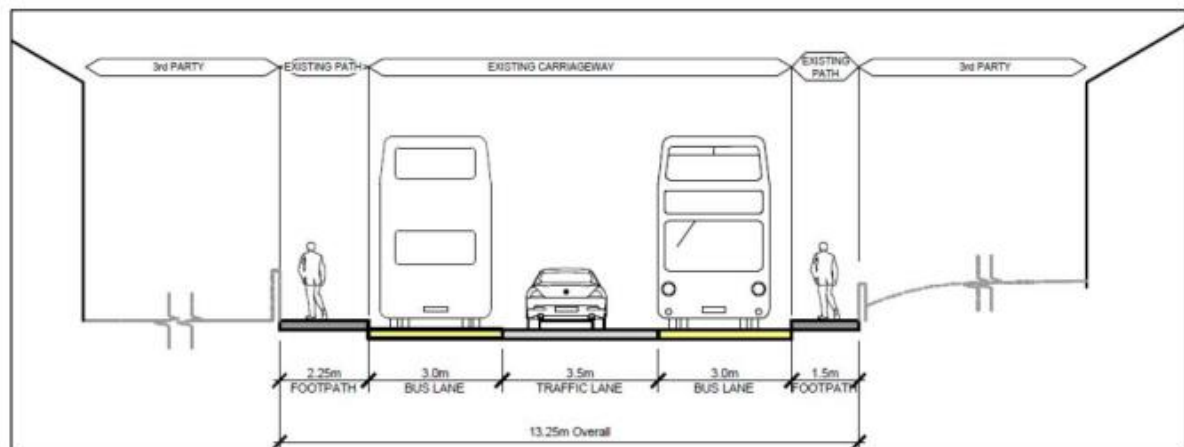 3rd PARTY
EXISTING PATH
EXISTING CARRIAGEWAY
EXISTING
PATH
3rd PARTY
2.25m
FOOTPATH
3.0m
BUS LANE
3.5m
TRAFFIC LANE
3.0m
BUS LANE
1.5m
FOOTPATH
13.25m Overall